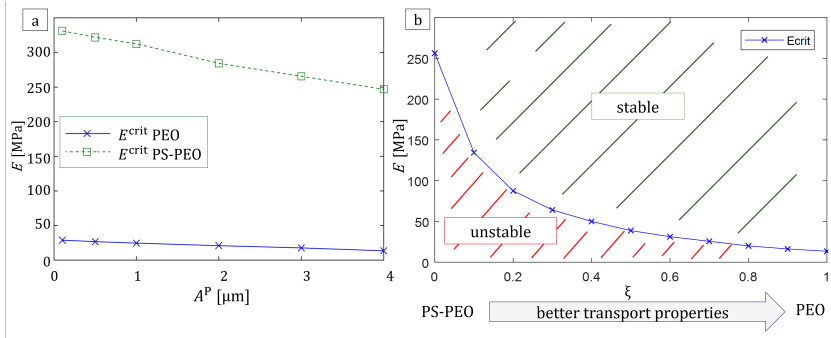 a
E [MPa]
350
300
250
200
150
100
50
0
E^crit PEO
E^crit PS-PEO
0 1 2 3 4
A^P [μm]
b
E [MPa]
250
200
150
100
50
0
Ecrit
stable
unstable
0 0.2 0.4 0.6 0.8 1
ξ
PS-PEO better transport properties PEO